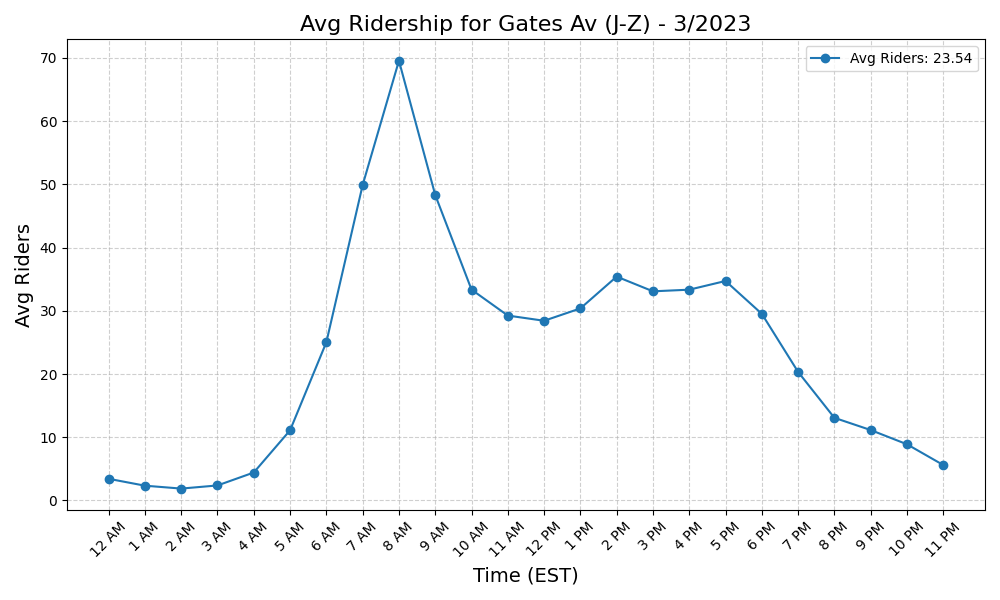 Avg Ridership for Gates Av (J-Z) - 3/2023
Avg Riders: 23.54
Avg Riders
70
60
50
40
30
20
10
0
12 AM
1 AM
2 AM
3 AM
4 AM
5 AM
6 AM
7 AM
8 AM
9 AM
10 AM
11 AM
12 PM
1 PM
2 PM
3 PM
4 PM
5 PM
6 PM
7 PM
8 PM
9 PM
10 PM
11 PM
Time (EST)